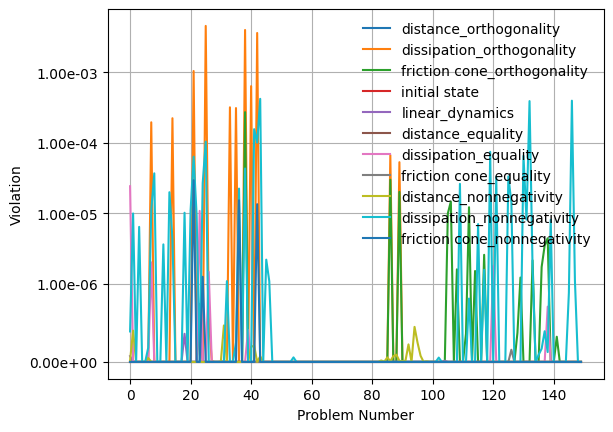 distance_orthogonality
dissipation_orthogonality
friction cone_orthogonality
initial state
linear_dynamics
distance_equality
dissipation_equality
friction cone_equality
distance_nonnegativity
dissipation_nonnegativity
friction cone_nonnegativity
1.00e-03
1.00e-04
1.00e-05
1.00e-06
0.00e+00
Violation
0 20 40 60 80 100 120 140
Problem Number